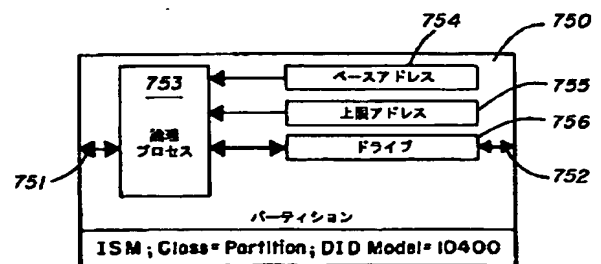 754
750
753
ベースアドレス
755
上限アドレス
756
論理
プロセス
ドライブ
751
752
パーティション
ISM; Class= Partition; DID Model= 10400